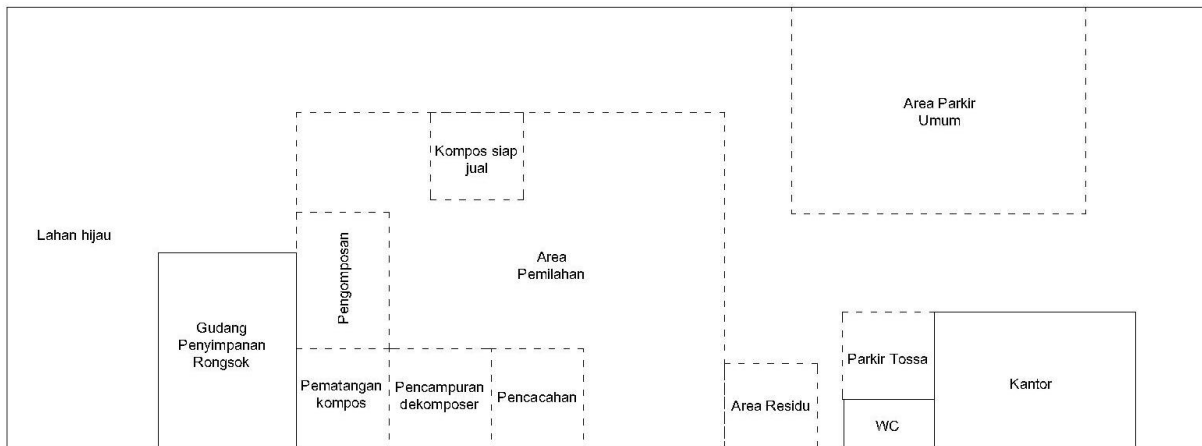 Area Parkir
Umum
Kompos siap
jual
Lahan hijau
Pengomposan
Area
Pemilahan
Gudang
Penyimpanan
Rongsok
Parkir Tossa
Kantor
Pematangan
kompos
Pencampuran
dekomposer
Pencacahan
Area Residu
WC